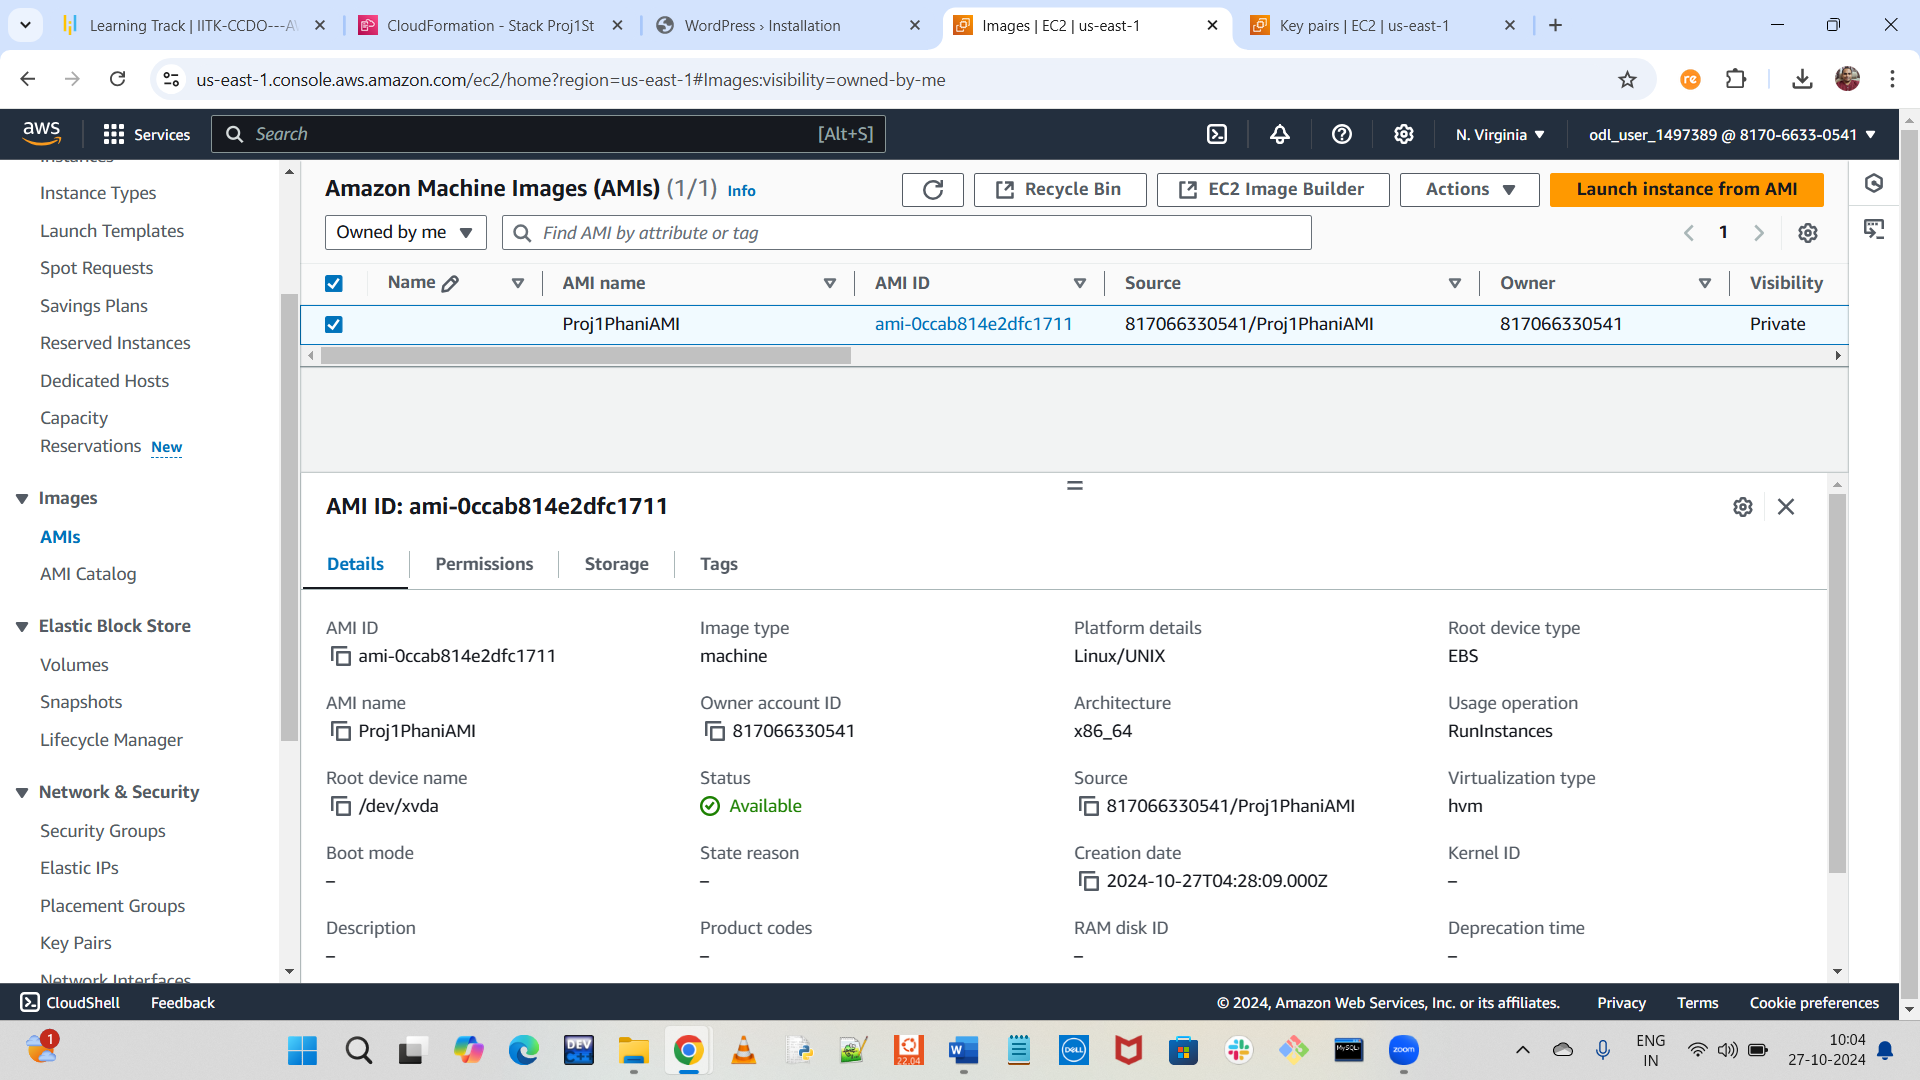 Learning Track | IITK-CCDO---A
CloudFormation - Stack Proj1St
WordPress › Installation
Images | EC2 | us-east-1
Key pairs | EC2 | us-east-1
us-east-1.console.aws.amazon.com/ec2/home?region=us-east-1#Images:visibility=owned-by-me
re
aws
Services
Search
[Alt+S]
N. Virginia
odl_user_1497389 @ 8170-6633-0541
Instances
Instance Types
Launch Templates
Spot Requests
Savings Plans
Reserved Instances
Dedicated Hosts
Capacity
Reservations New
Images
AMIs
AMI Catalog
Elastic Block Store
Volumes
Snapshots
Lifecycle Manager
Network & Security
Security Groups
Elastic IPs
Placement Groups
Key Pairs
Network Interfaces
Amazon Machine Images (AMIs) (1/1) Info
Recycle Bin
EC2 Image Builder
Actions
Launch instance from AMI
Owned by me
Find AMI by attribute or tag
1
Name AMI name AMI ID Source Owner Visibility
Proj1PhaniAMI ami-0ccab814e2dfc1711 817066330541/Proj1PhaniAMI 817066330541 Private
AMI ID: ami-0ccab814e2dfc1711
Details Permissions Storage Tags
AMI ID Image type Platform details Root device type
ami-0ccab814e2dfc1711 machine Linux/UNIX EBS
AMI name Owner account ID Architecture Usage operation
Proj1PhaniAMI 817066330541 x86_64 RunInstances
Root device name Status Source Virtualization type
/dev/xvda Available 817066330541/Proj1PhaniAMI hvm
Boot mode State reason Creation date Kernel ID
– – 2024-10-27T04:28:09.000Z –
Description Product codes RAM disk ID Deprecation time
– – – –
CloudShell Feedback
© 2024, Amazon Web Services, Inc. or its affiliates. Privacy Terms Cookie preferences
1
DEV
C++
22.04
W
DELL
MySQL
zoom
ENG
IN
10:04
27-10-2024